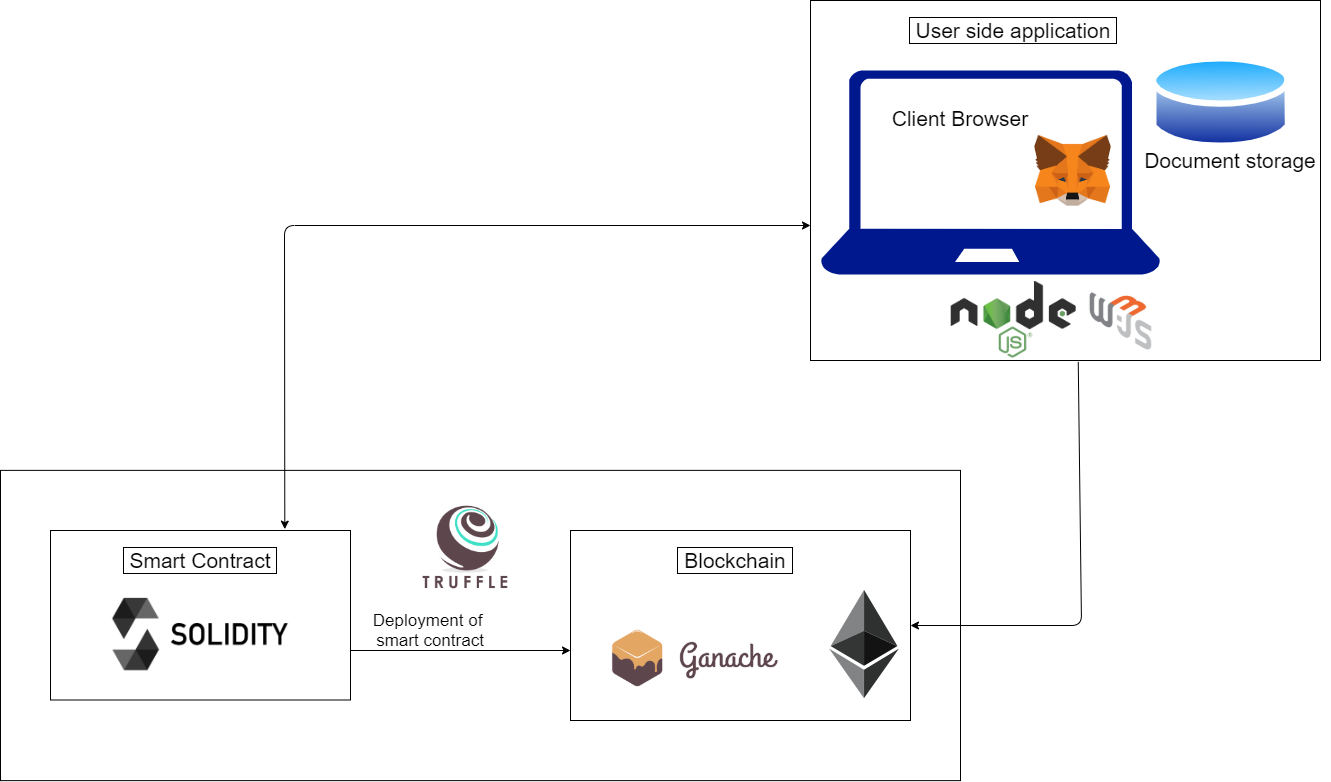 User side application
Client Browser
Document storage
node
JS
W
JS
Smart Contract
SOLIDITY
TRUFFLE
Deployment of
smart contract
Blockchain
Ganache